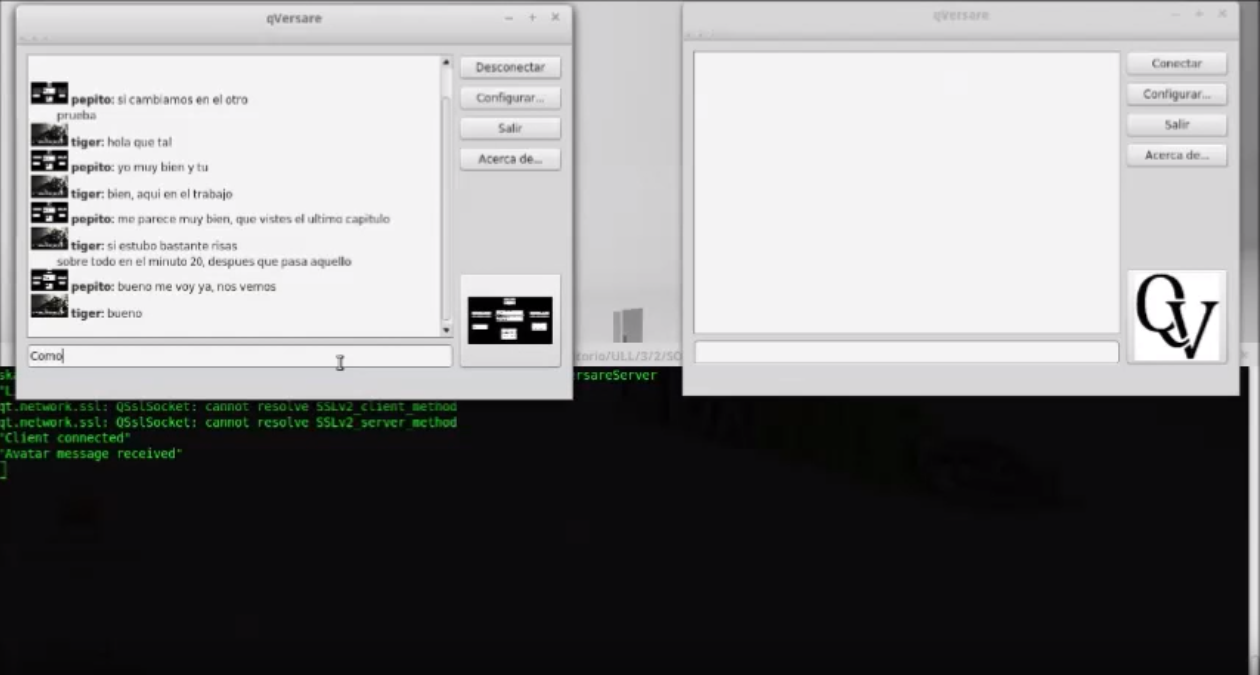 qVersare
pepito: si cambiamos en el otro
prueba
tiger: hola que tal
pepito: yo muy bien y tu
tiger: bien, aqui en el trabajo
pepito: me parece muy bien, que vistes el ultimo capitulo
tiger: si estubo bastante risas
sobre todo en el minuto 20, despues que pasa aquello
pepito: bueno me voy ya, nos vemos
tiger: bueno
Como
Desconectar
Configurar...
Salir
Acerca de...
qVersare
Conectar
Configurar...
Salir
Acerca de...
QV
corio/ULL/3/2/SO
rsareServer
"L
qt.network.ssl: QSslSocket: cannot resolve SSLv2_client_method
qt.network.ssl: QSslSocket: cannot resolve SSLv2_server_method
"Client connected"
"Avatar message received"